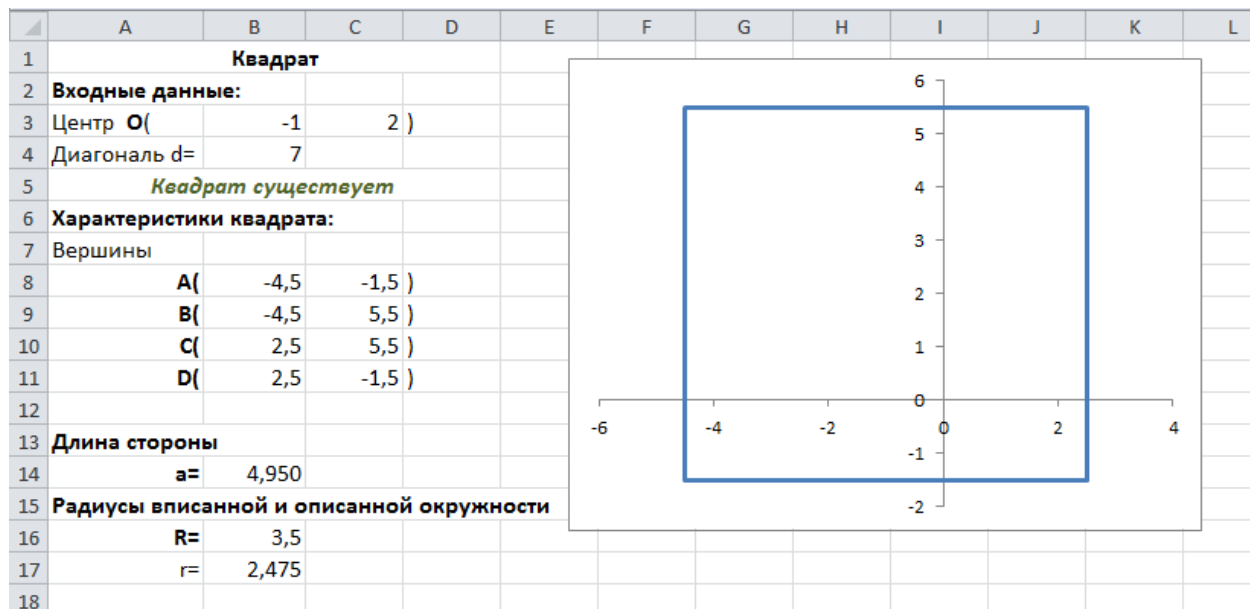 A B C D E F G H I J K L
1 Квадрат
2 Входные данные:
3 Центр O( -1 2 )
4 Диагональ d= 7
5 Квадрат существует
6 Характеристики квадрата:
7 Вершины
8 A( -4,5 -1,5 )
9 B( -4,5 5,5 )
10 C( 2,5 5,5 )
11 D( 2,5 -1,5 )
12
13 Длина стороны
14 a= 4,950
15 Радиусы вписанной и описанной окружности
16 R= 3,5
17 r= 2,475
18
6
5
4
3
2
1
0
-6 -4 -2 0 2 4
-1
-2